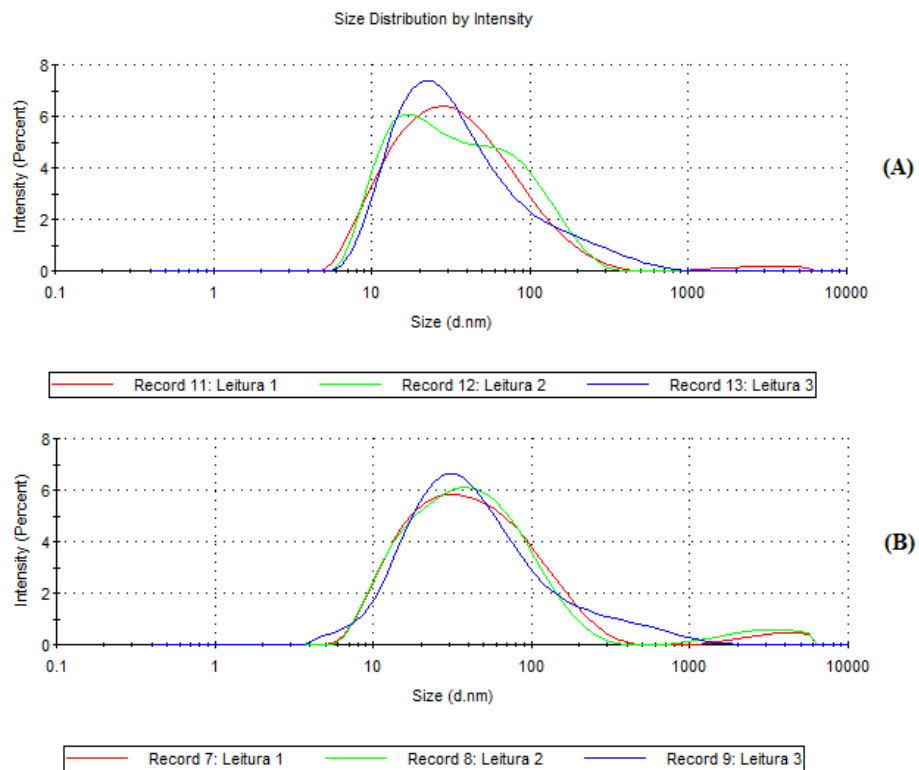 Size Distribution by Intensity
8
6
4
2
0
Intensity (Percent)
0.1 1 10 100 1000 10000
Size (d.nm)
(A)
Record 11: Leitura 1 Record 12: Leitura 2 Record 13: Leitura 3
8
6
4
2
0
Intensity (Percent)
0.1 1 10 100 1000 10000
Size (d.nm)
(B)
Record 7: Leitura 1 Record 8: Leitura 2 Record 9: Leitura 3